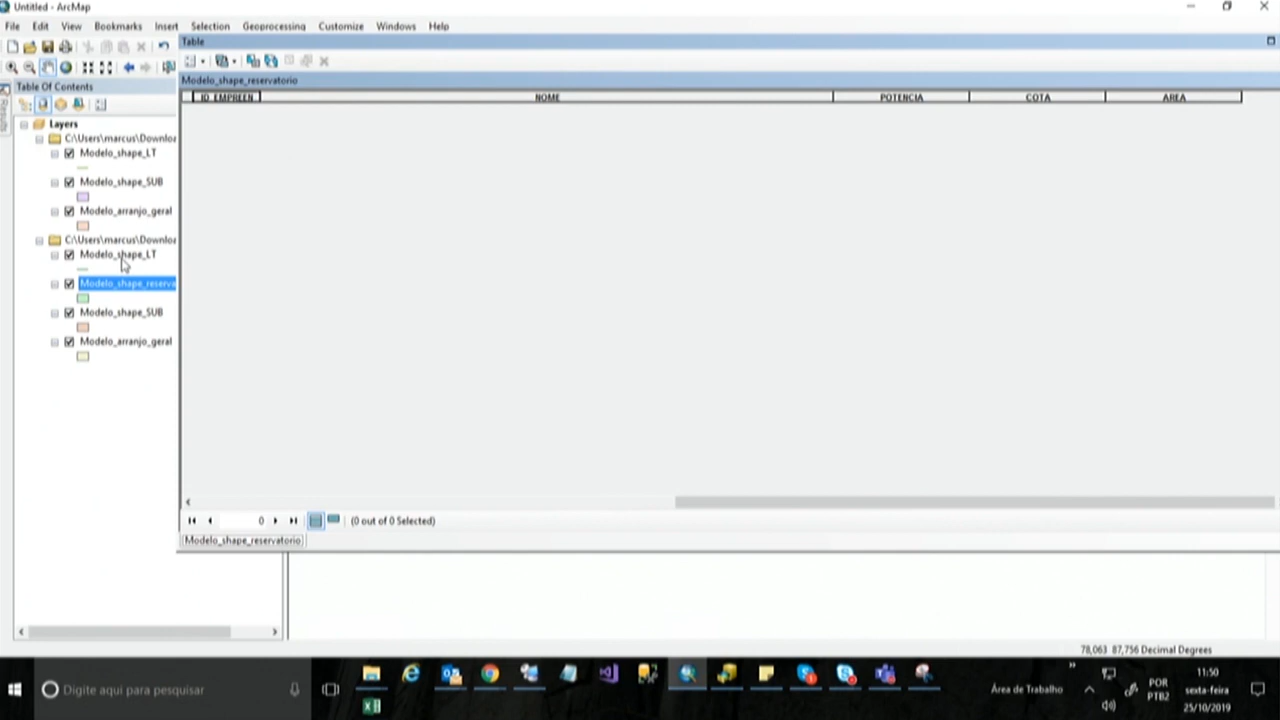 Untitled - ArcMap
File Edit View Bookmarks Insert Selection Geoprocessing Customize Windows Help
Table
Table Of Contents
Modelo_shape_reservatorio
ID_EMPREEN NOME POTENCIA COTA AREA
Results
Layers
C:\Users\marcus\Downloa
Modelo_shape_LT
Modelo_shape_SUB
Modelo_arranjo_geral
C:\Users\marcus\Downloa
Modelo_shape_LT
Modelo_shape_reserva
Modelo_shape_SUB
Modelo_arranjo_geral
0 (0 out of 0 Selected)
Modelo_shape_reservatorio
78,063 87,756 Decimal Degrees
Digite aqui para pesquisar
Área de Trabalho
POR
PTB2
11:50
sexta-feira
25/10/2019